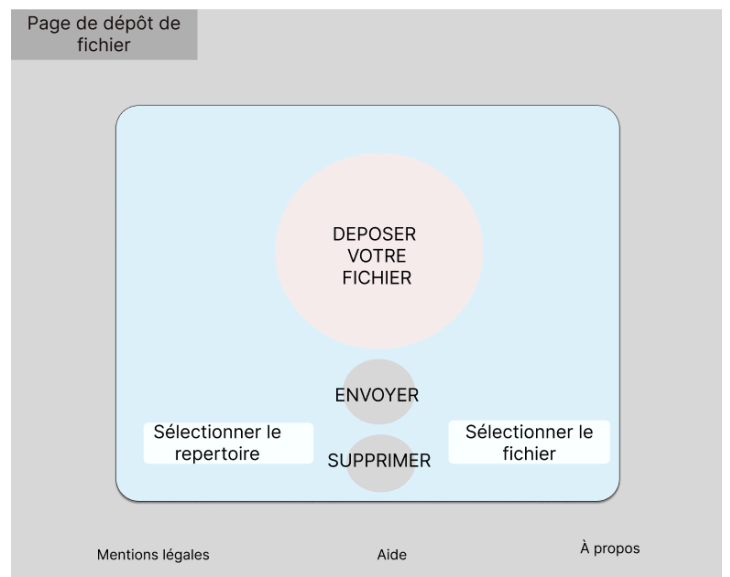 Page de dépôt de
fichier
DEPOSER
VOTRE
FICHIER
ENVOYER
Sélectionner le
repertoire
SUPPRIMER
Sélectionner le
fichier
Mentions légales
Aide
À propos